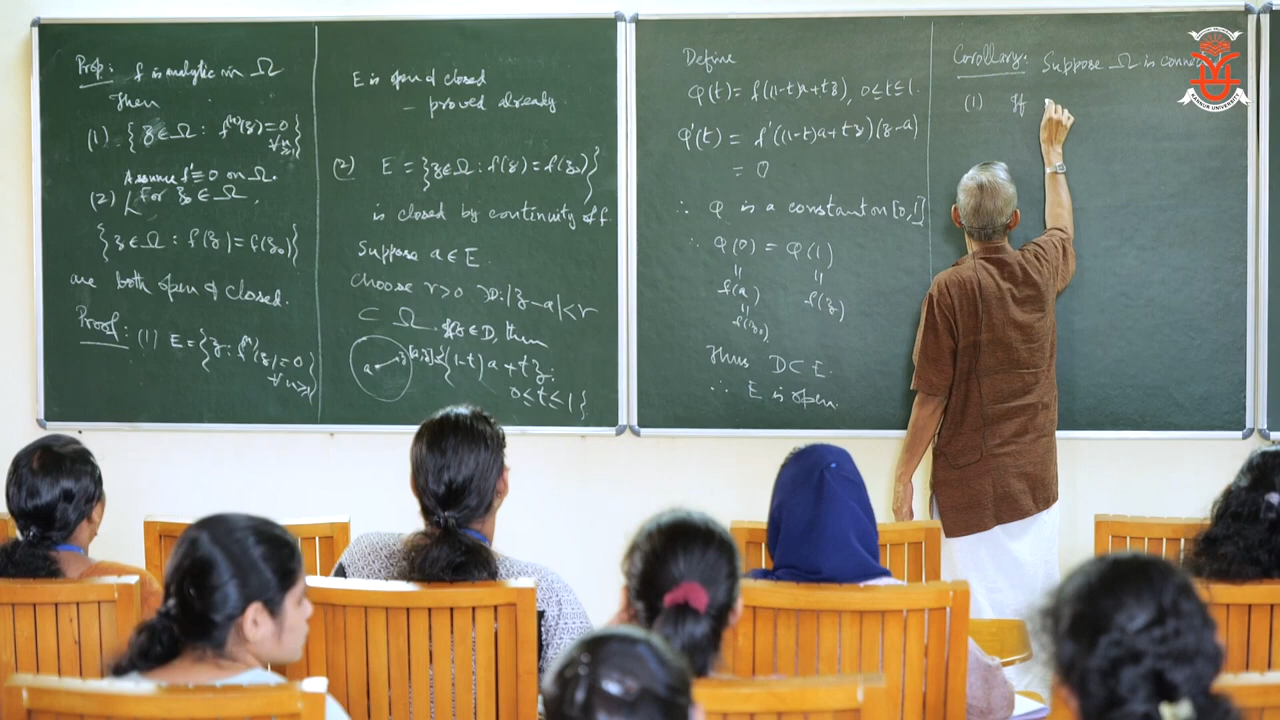 Prop: f is analytic in Ω
Then
(1) {z∈Ω : f⁽ⁿ⁾(z)=0 ∀ n≥1}
Assume f'≡0 on Ω.
(2) For z₀ ∈ Ω,
{z∈Ω : f(z)=f(z₀)}
are both open & closed.
Proof: (1) E = {z : f⁽ⁿ⁾(z)=0 ∀ n≥1}
E is open & closed
– proved already
(2) E = {z∈Ω : f(z)=f(z₀)}
is closed by continuity of f.
Suppose a∈E.
Choose r>0 D:|z-a|<r
⊂ Ω. If z∈D, then
a z [a,z]={(1-t)a+tz:
0≤t≤1}.
Define
φ(t) = f((1-t)a+tz), 0≤t≤1.
φ'(t) = f'((1-t)a+tz)(z-a)
= 0
∴ φ is a constant on [0,1]
∴ φ(0) = φ(1)
= =
f(a) f(z)
=
f(z₀)
Thus D⊂E.
∴ E is open.
Corollary: Suppose Ω is
(1) If
KANNUR UNIVERSITY